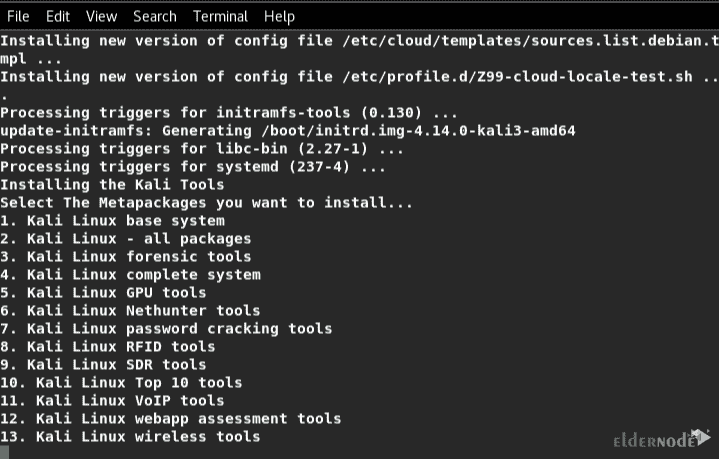 File Edit View Search Terminal Help
Installing new version of config file /etc/cloud/templates/sources.list.debian.t
mpl ...
Installing new version of config file /etc/profile.d/Z99-cloud-locale-test.sh ..
.
Processing triggers for initramfs-tools (0.130) ...
update-initramfs: Generating /boot/initrd.img-4.14.0-kali3-amd64
Processing triggers for libc-bin (2.27-1) ...
Processing triggers for systemd (237-4) ...
Installing the Kali Tools
Select The Metapackages you want to install...
1. Kali Linux base system
2. Kali Linux - all packages
3. Kali Linux forensic tools
4. Kali Linux complete system
5. Kali Linux GPU tools
6. Kali Linux Nethunter tools
7. Kali Linux password cracking tools
8. Kali Linux RFID tools
9. Kali Linux SDR tools
10. Kali Linux Top 10 tools
11. Kali Linux VoIP tools
12. Kali Linux webapp assessment tools
13. Kali Linux wireless tools
eldernode